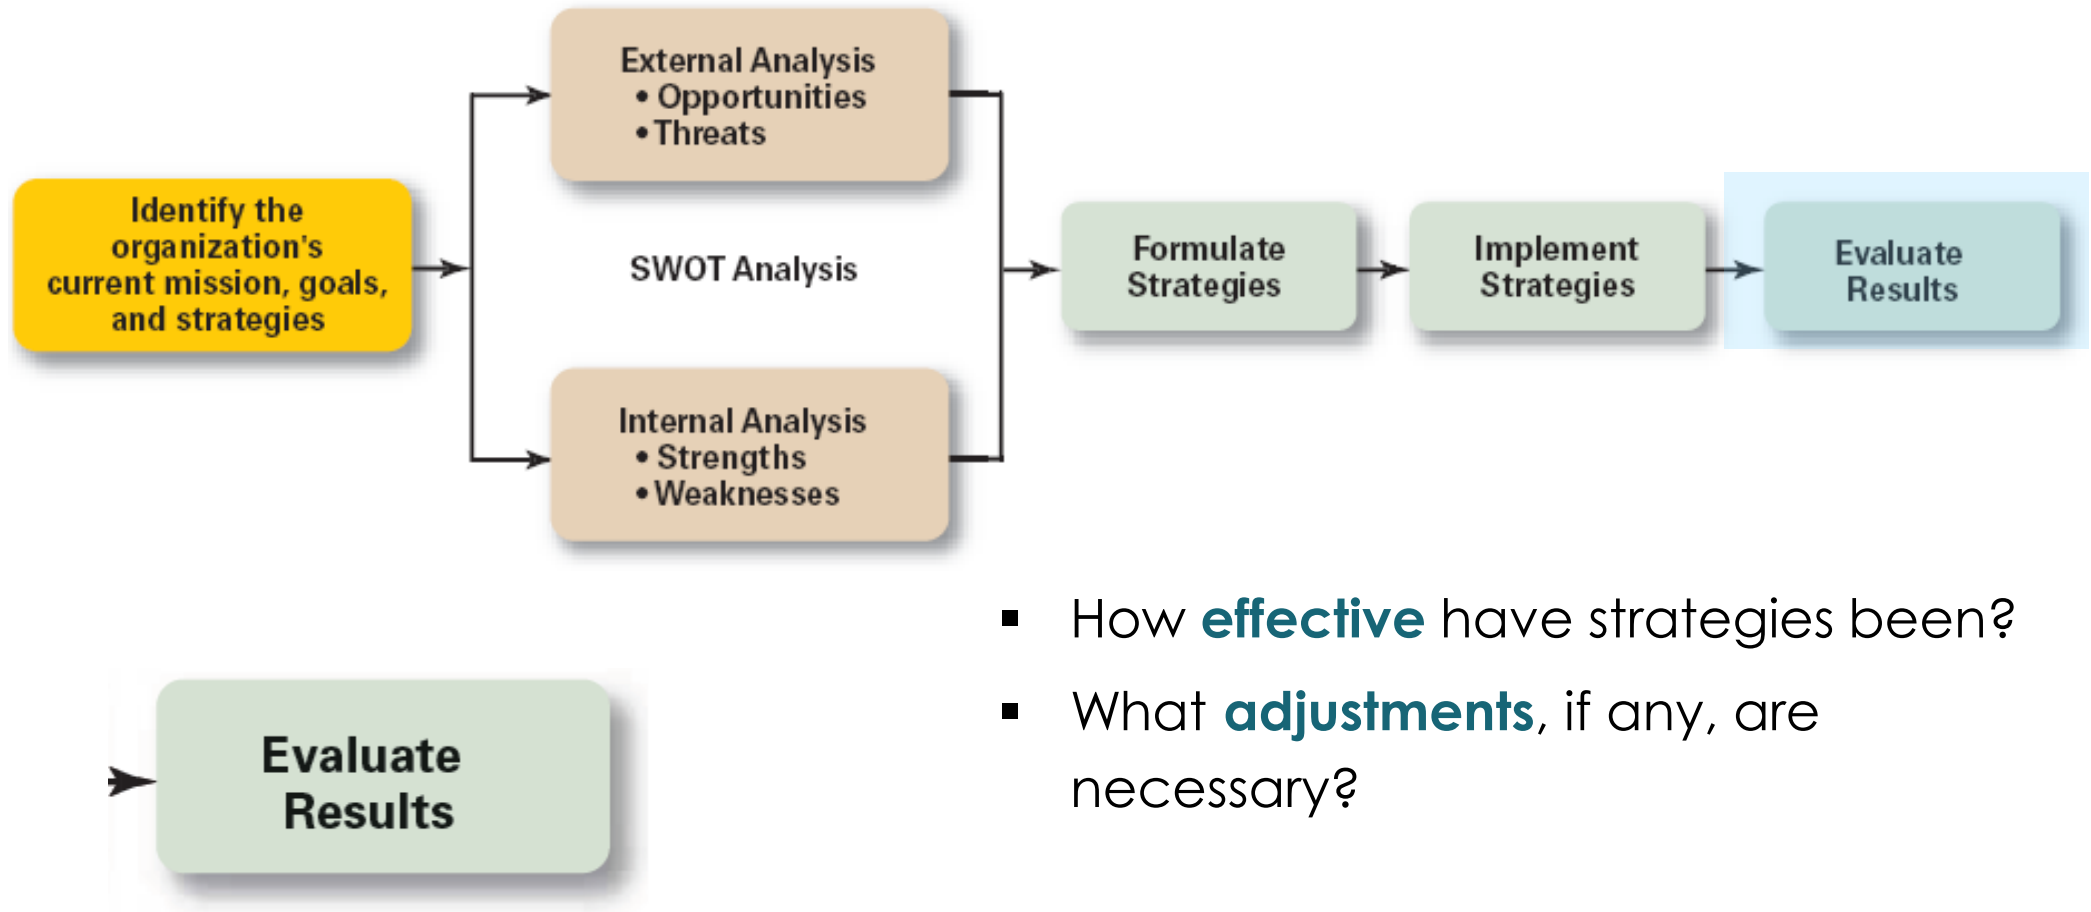 External Analysis
• Opportunities
• Threats
Identify the
organization's
current mission, goals,
and strategies
SWOT Analysis
Formulate
Strategies
Implement
Strategies
Evaluate
Results
Internal Analysis
• Strengths
• Weaknesses
▪ How effective have strategies been?
▪ What adjustments, if any, are
necessary?
Evaluate
Results